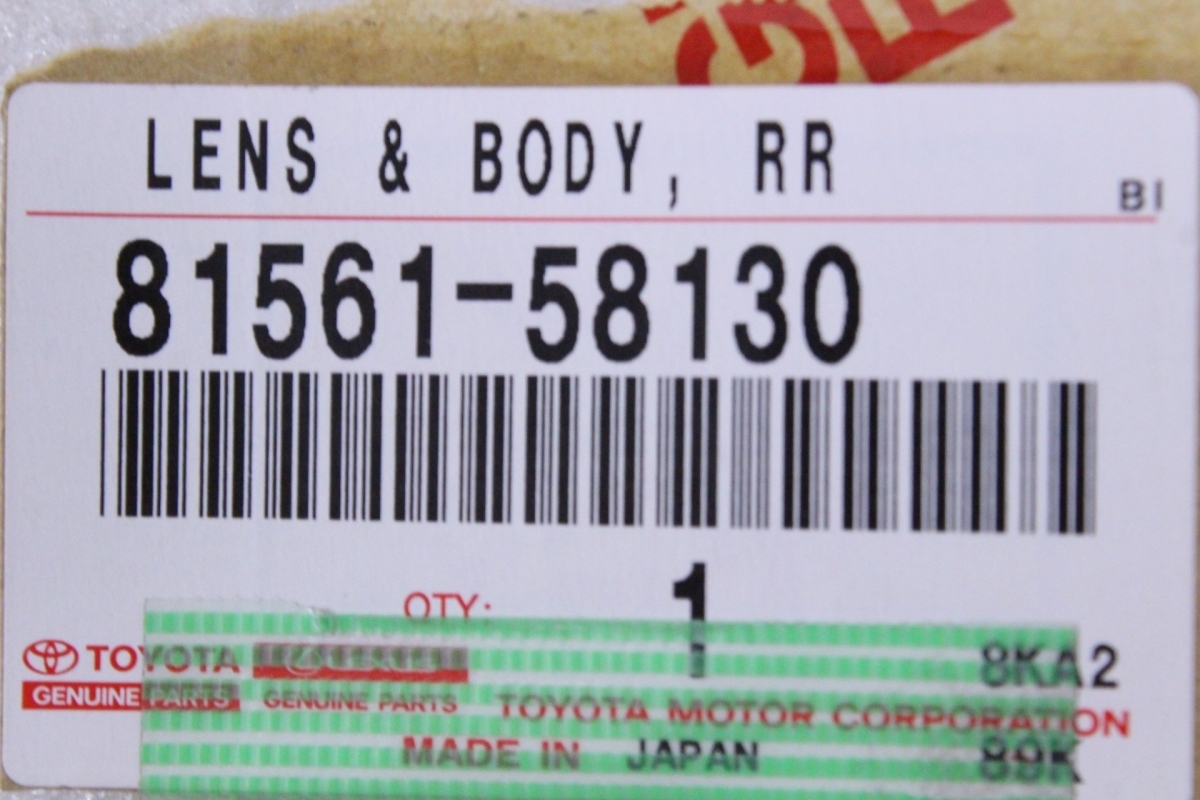 LENS & BODY, RR
BI
81561-58130
QTY: 1
TOYOTA
GENUINE PARTS
GENUINE PARTS
8KA2
TOYOTA MOTOR CORPORATION
MADE IN JAPAN
89K